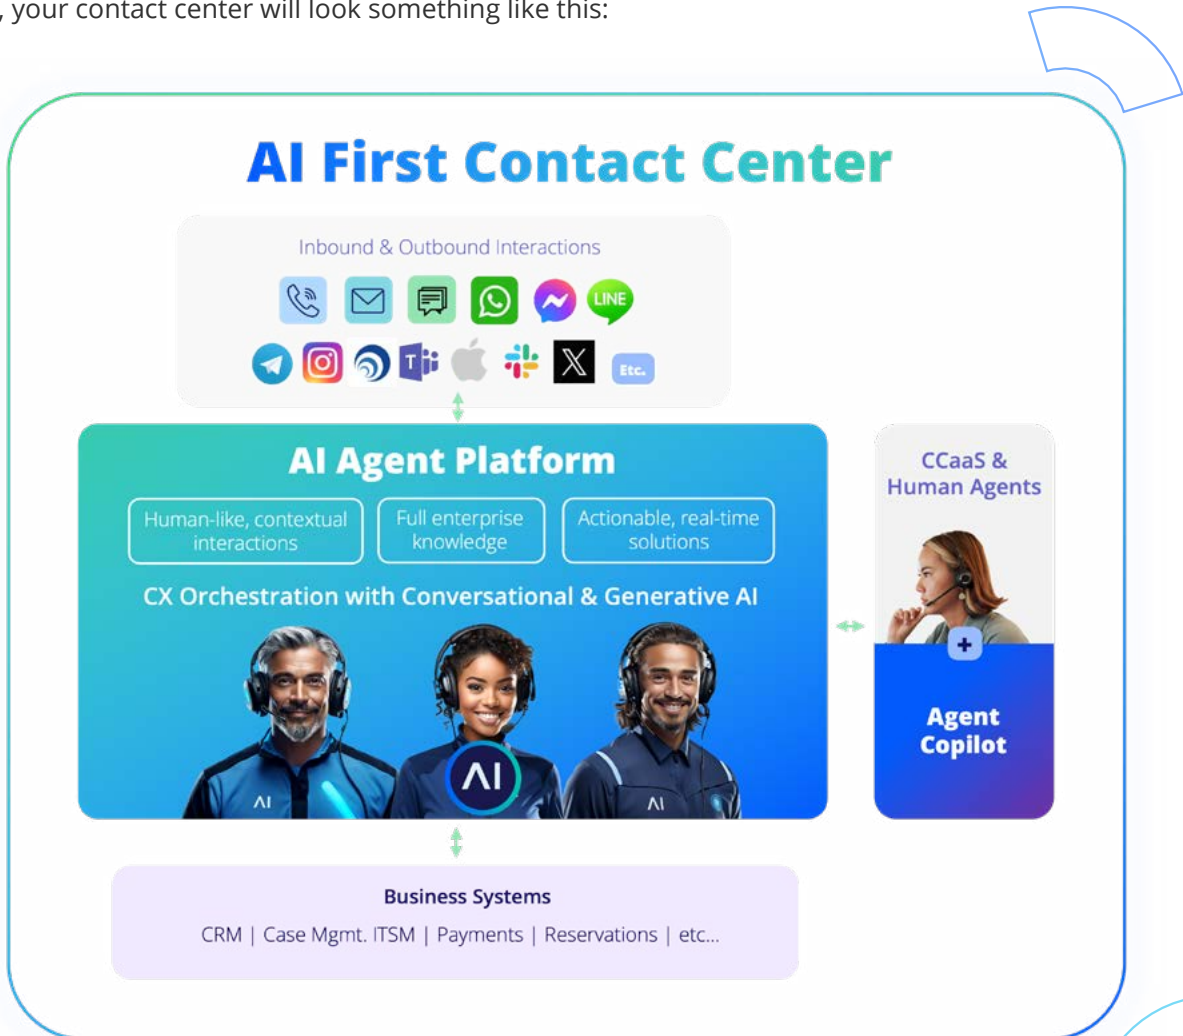 , your contact center will look something like this:
AI First Contact Center
Inbound & Outbound Interactions
LINE
T
Etc.
AI Agent Platform
Human-like, contextual
interactions
Full enterprise
knowledge
Actionable, real-time
solutions
CX Orchestration with Conversational & Generative AI
AI
AI
AI
CCaaS &
Human Agents
+
Agent
Copilot
Business Systems
CRM | Case Mgmt. ITSM | Payments | Reservations | etc...